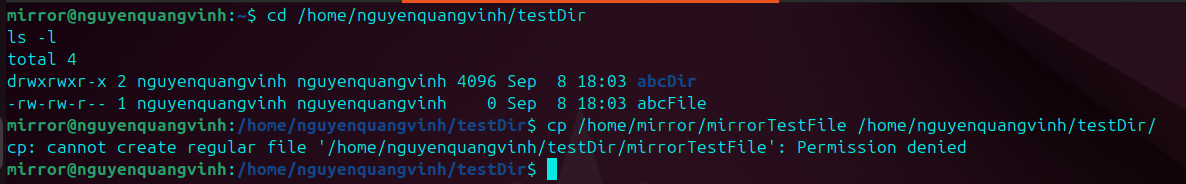 mirror@nguyenquangvinh:~$ cd /home/nguyenquangvinh/testDir
ls -l
total 4
drwxrwxr-x 2 nguyenquangvinh nguyenquangvinh 4096 Sep  8 18:03 abcDir
-rw-rw-r-- 1 nguyenquangvinh nguyenquangvinh    0 Sep  8 18:03 abcFile
mirror@nguyenquangvinh:/home/nguyenquangvinh/testDir$ cp /home/mirror/mirrorTestFile /home/nguyenquangvinh/testDir/
cp: cannot create regular file '/home/nguyenquangvinh/testDir/mirrorTestFile': Permission denied
mirror@nguyenquangvinh:/home/nguyenquangvinh/testDir$